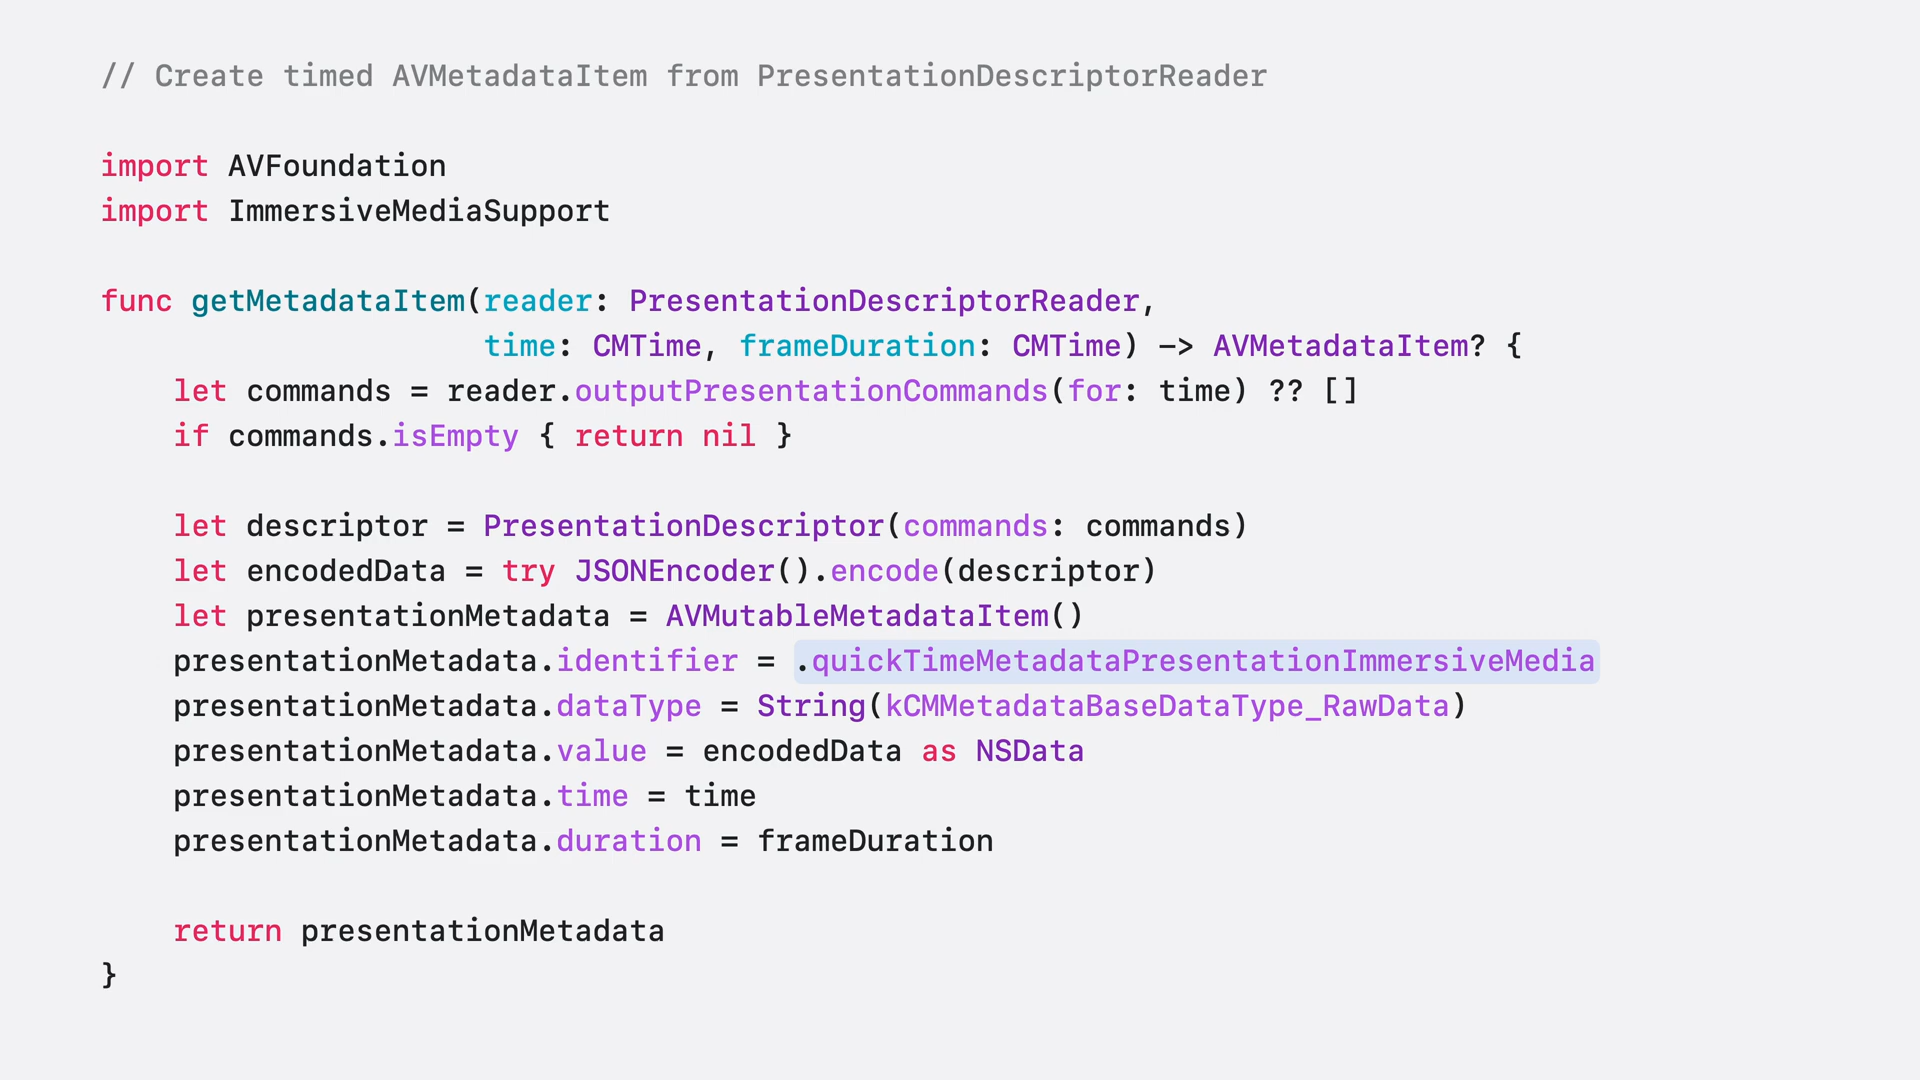 // Create timed AVMetadataItem from PresentationDescriptorReader
import AVFoundation
import ImmersiveMediaSupport
func getMetadataItem(reader: PresentationDescriptorReader,
time: CMTime, frameDuration: CMTime) -> AVMetadataItem? {
let commands = reader.outputPresentationCommands(for: time) ?? []
if commands.isEmpty { return nil }
let descriptor = PresentationDescriptor(commands: commands)
let encodedData = try JSONEncoder().encode(descriptor)
let presentationMetadata = AVMutableMetadataItem()
presentationMetadata.identifier = .quickTimeMetadataPresentationImmersiveMedia
presentationMetadata.dataType = String(kCMMetadataBaseDataType_RawData)
presentationMetadata.value = encodedData as NSData
presentationMetadata.time = time
presentationMetadata.duration = frameDuration
return presentationMetadata
}